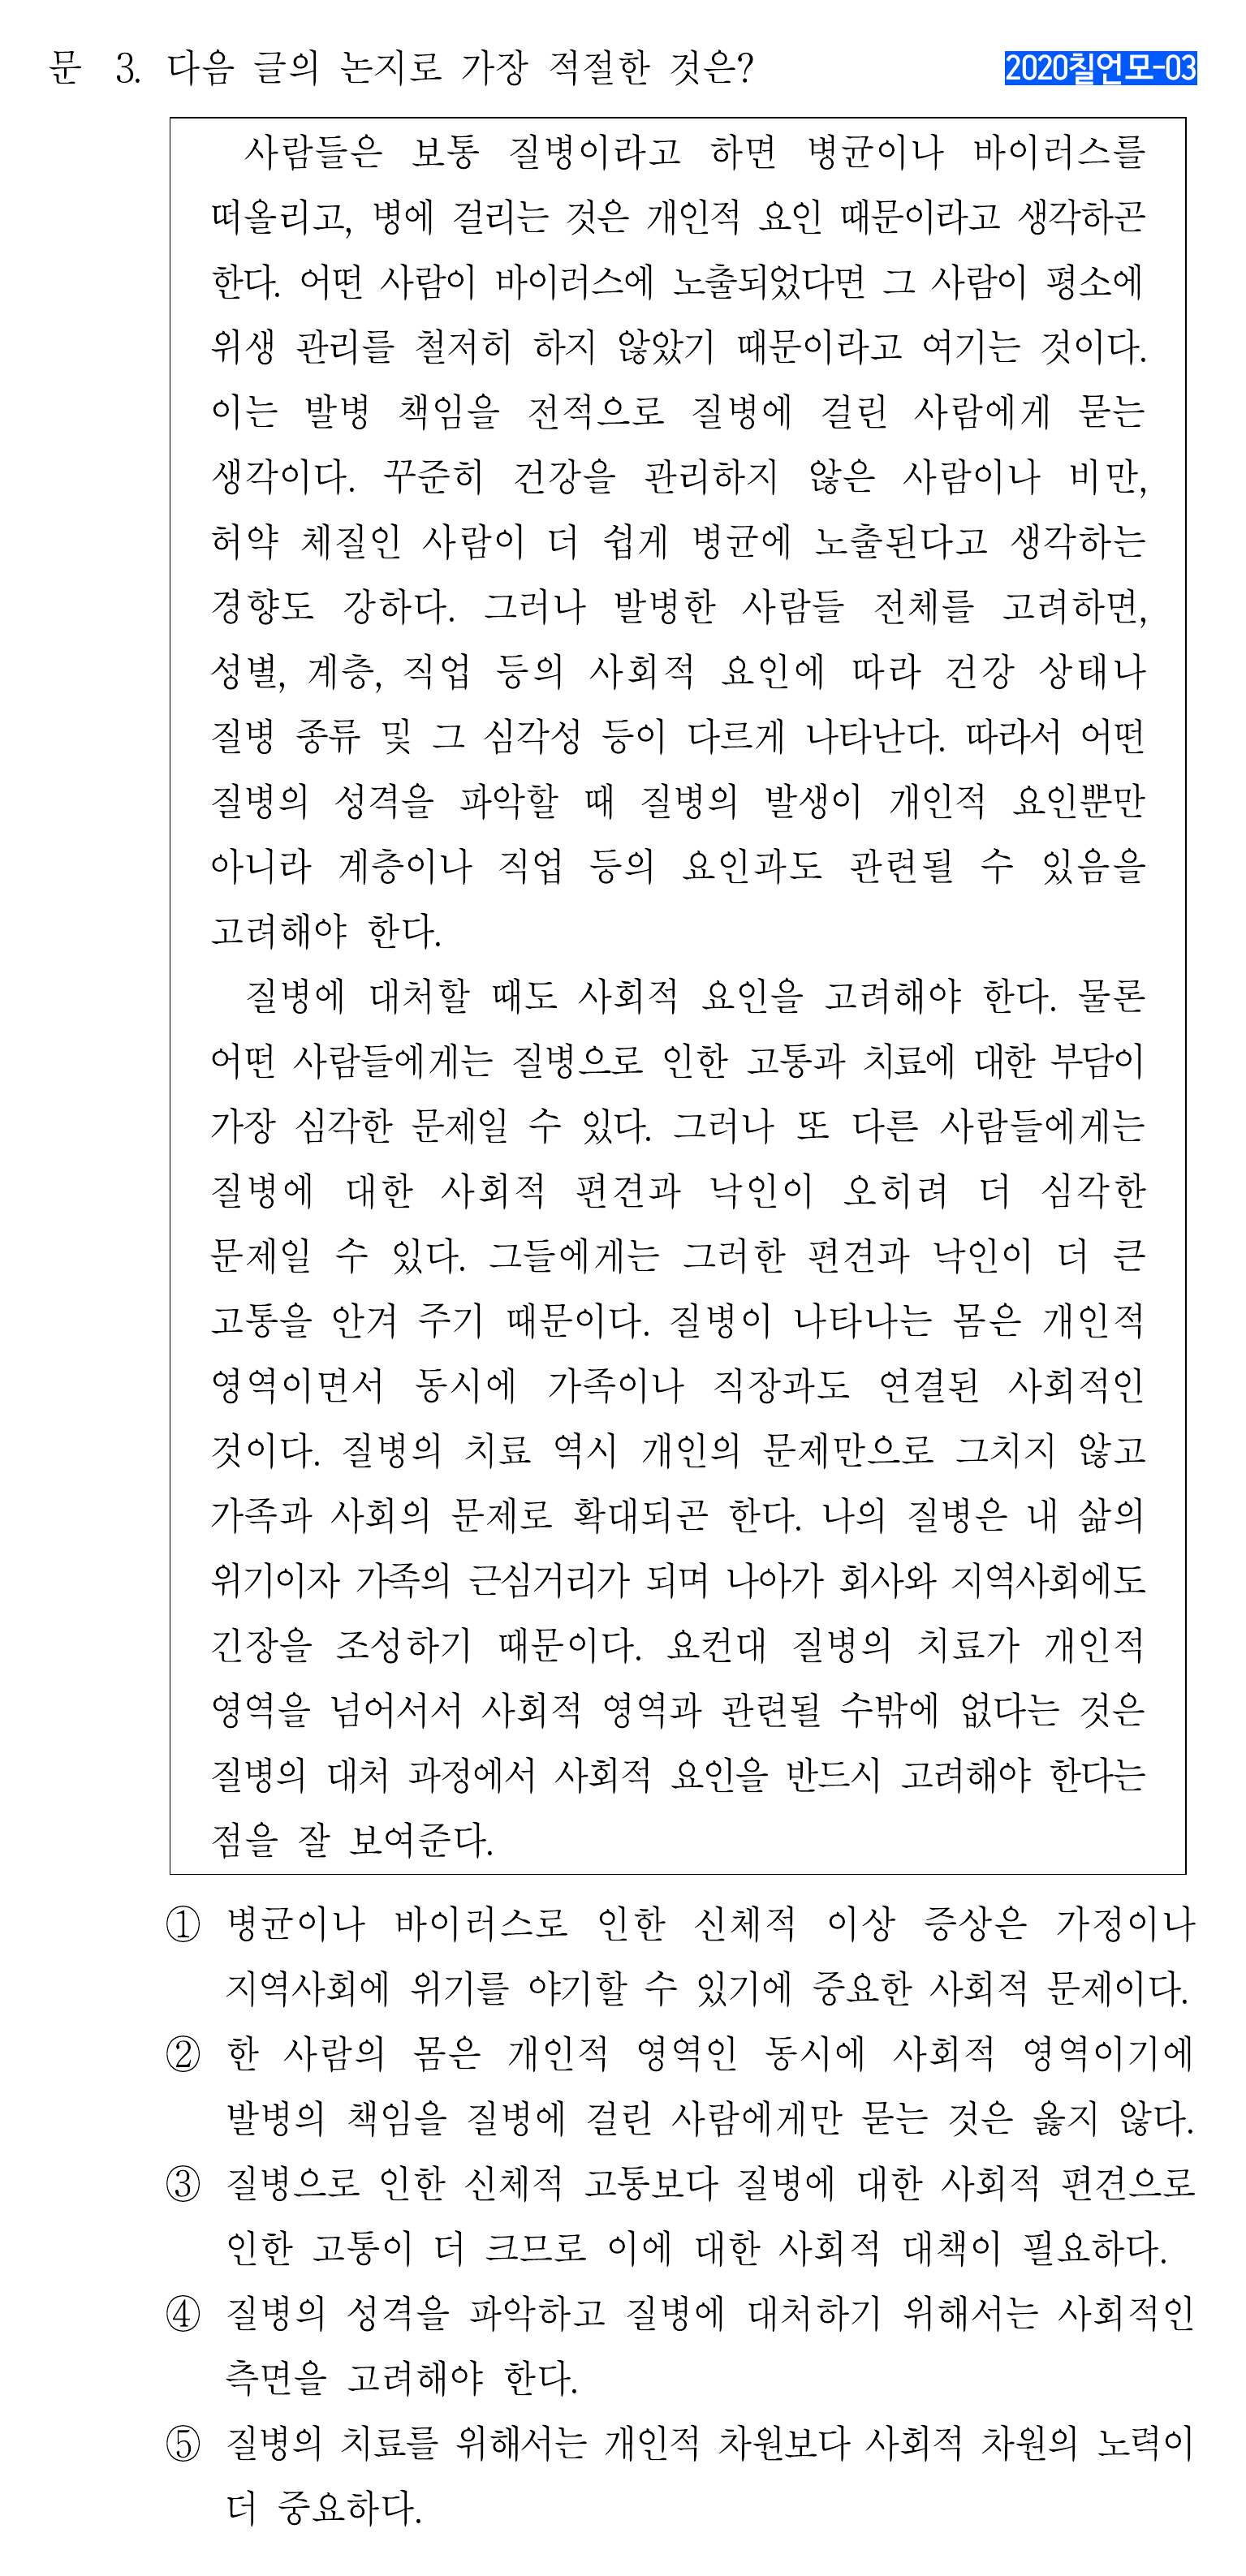 문 3. 다음 글의 논지로 가장 적절한 것은?
2020칠언모-03
사람들은 보통 질병이라고 하면 병균이나 바이러스를
떠올리고, 병에 걸리는 것은 개인적 요인 때문이라고 생각하곤
한다. 어떤 사람이 바이러스에 노출되었다면 그 사람이 평소에
위생 관리를 철저히 하지 않았기 때문이라고 여기는 것이다.
이는 발병 책임을 전적으로 질병에 걸린 사람에게 묻는
생각이다. 꾸준히 건강을 관리하지 않은 사람이나 비만,
허약 체질인 사람이 더 쉽게 병균에 노출된다고 생각하는
경향도 강하다. 그러나 발병한 사람들 전체를 고려하면,
성별, 계층, 직업 등의 사회적 요인에 따라 건강 상태나
질병 종류 및 그 심각성 등이 다르게 나타난다. 따라서 어떤
질병의 성격을 파악할 때 질병의 발생이 개인적 요인뿐만
아니라 계층이나 직업 등의 요인과도 관련될 수 있음을
고려해야 한다.
질병에 대처할 때도 사회적 요인을 고려해야 한다. 물론
어떤 사람들에게는 질병으로 인한 고통과 치료에 대한 부담이
가장 심각한 문제일 수 있다. 그러나 또 다른 사람들에게는
질병에 대한 사회적 편견과 낙인이 오히려 더 심각한
문제일 수 있다. 그들에게는 그러한 편견과 낙인이 더 큰
고통을 안겨 주기 때문이다. 질병이 나타나는 몸은 개인적
영역이면서 동시에 가족이나 직장과도 연결된 사회적인
것이다. 질병의 치료 역시 개인의 문제만으로 그치지 않고
가족과 사회의 문제로 확대되곤 한다. 나의 질병은 내 삶의
위기이자 가족의 근심거리가 되며 나아가 회사와 지역사회에도
긴장을 조성하기 때문이다. 요컨대 질병의 치료가 개인적
영역을 넘어서서 사회적 영역과 관련될 수밖에 없다는 것은
질병의 대처 과정에서 사회적 요인을 반드시 고려해야 한다는
점을 잘 보여준다.
① 병균이나 바이러스로 인한 신체적 이상 증상은 가정이나
지역사회에 위기를 야기할 수 있기에 중요한 사회적 문제이다.
② 한 사람의 몸은 개인적 영역인 동시에 사회적 영역이기에
발병의 책임을 질병에 걸린 사람에게만 묻는 것은 옳지 않다.
③ 질병으로 인한 신체적 고통보다 질병에 대한 사회적 편견으로
인한 고통이 더 크므로 이에 대한 사회적 대책이 필요하다.
④ 질병의 성격을 파악하고 질병에 대처하기 위해서는 사회적인
측면을 고려해야 한다.
⑤ 질병의 치료를 위해서는 개인적 차원보다 사회적 차원의 노력이
더 중요하다.